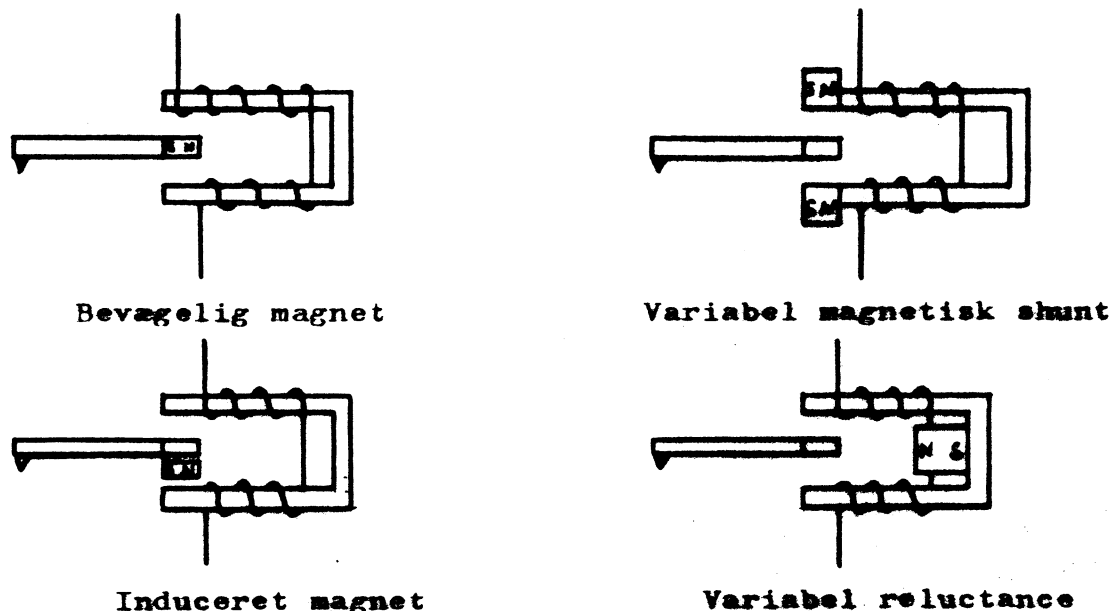 S N
S N
S N
Bevægelig magnet
Variabel magnetisk shunt
S N
N S
Induceret magnet
Variabel reluctance